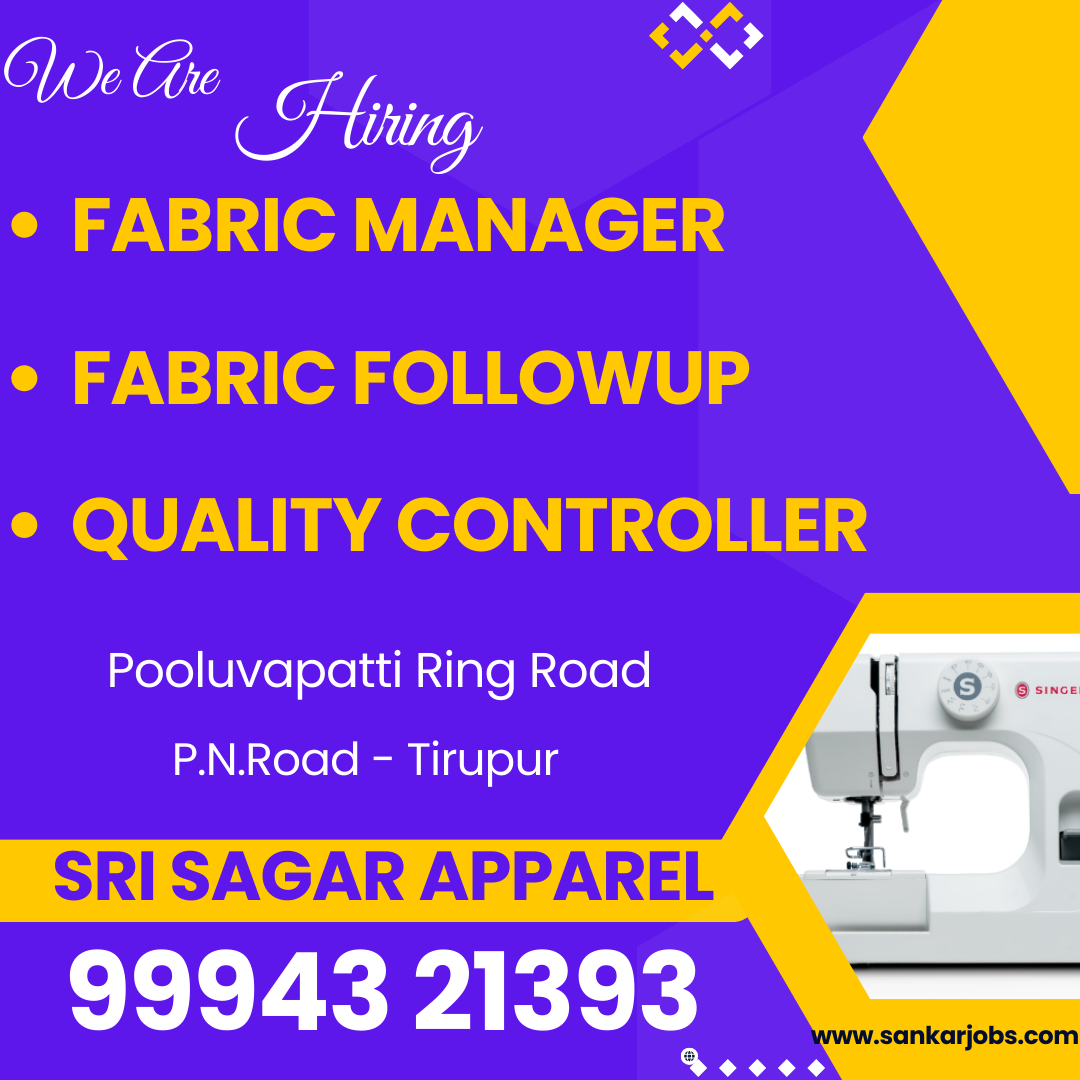 We Are
Hiring
• FABRIC MANAGER
• FABRIC FOLLOWUP
• QUALITY CONTROLLER
Pooluvapatti Ring Road
P.N.Road - Tirupur
S SINGE
SRI SAGAR APPAREL
99943 21393
www.sankarjobs.com